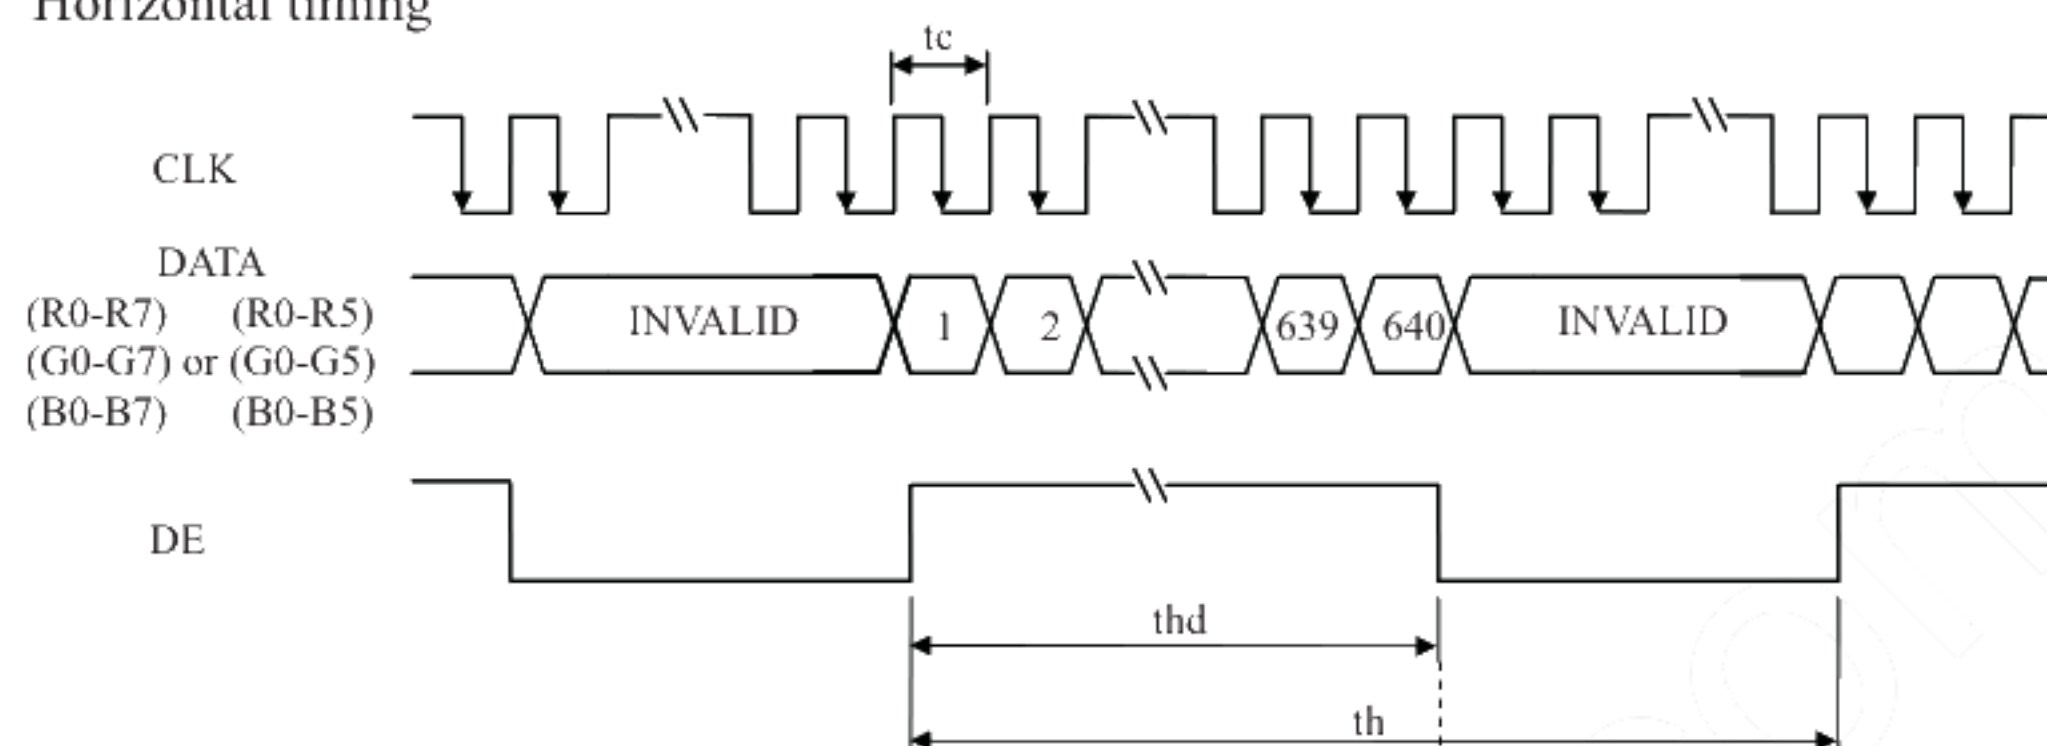 Horizontal timing
tc
CLK
DATA
(R0-R7) (R0-R5)
(G0-G7) or (G0-G5)
(B0-B7) (B0-B5)
INVALID 1 2 639 640 INVALID
DE
thd
th